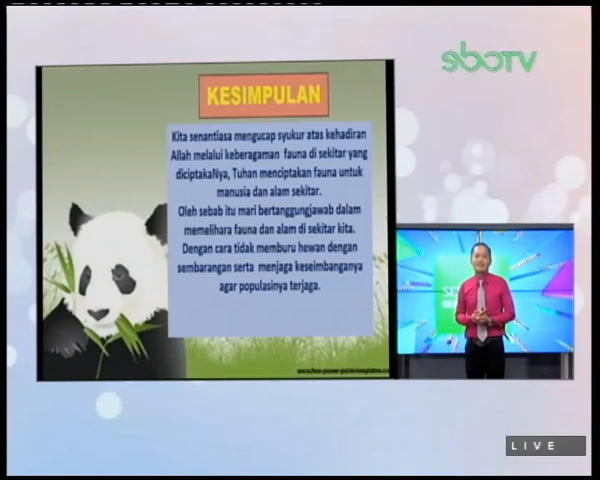 sboTV
KESIMPULAN
Kita senantiasa mengucap syukur atas kehadiran
Allah melalui keberagaman fauna di sekitar yang
diciptakaNya, Tuhan menciptakan fauna untuk
manusia dan alam sekitar.
Oleh sebab itu mari bertanggungjawab dalam
memelihara fauna dan alam di sekitar kita.
Dengan cara tidak memburu hewan dengan
sembarangan serta menjaga keseimbanganya
agar populasinya terjaga.
LIVE